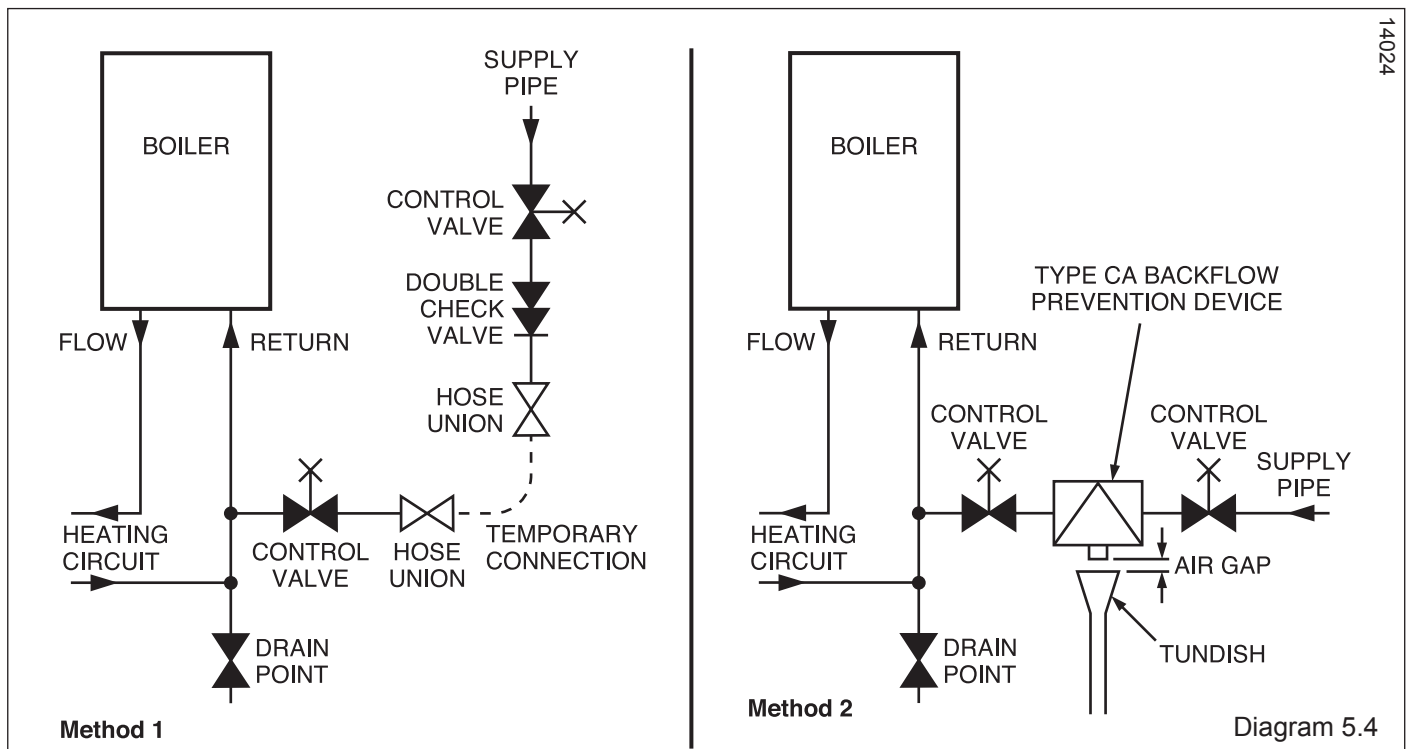 SUPPLY
PIPE
BOILER
CONTROL
VALVE
DOUBLE
CHECK
VALVE
FLOW
RETURN
HOSE
UNION
HEATING
CIRCUIT
CONTROL
VALVE
HOSE
UNION
TEMPORARY
CONNECTION
DRAIN
POINT
Method 1
14024
BOILER
TYPE CA BACKFLOW
PREVENTION DEVICE
FLOW
RETURN
CONTROL
VALVE
CONTROL
VALVE
SUPPLY
PIPE
HEATING
CIRCUIT
AIR GAP
DRAIN
POINT
TUNDISH
Method 2
Diagram 5.4